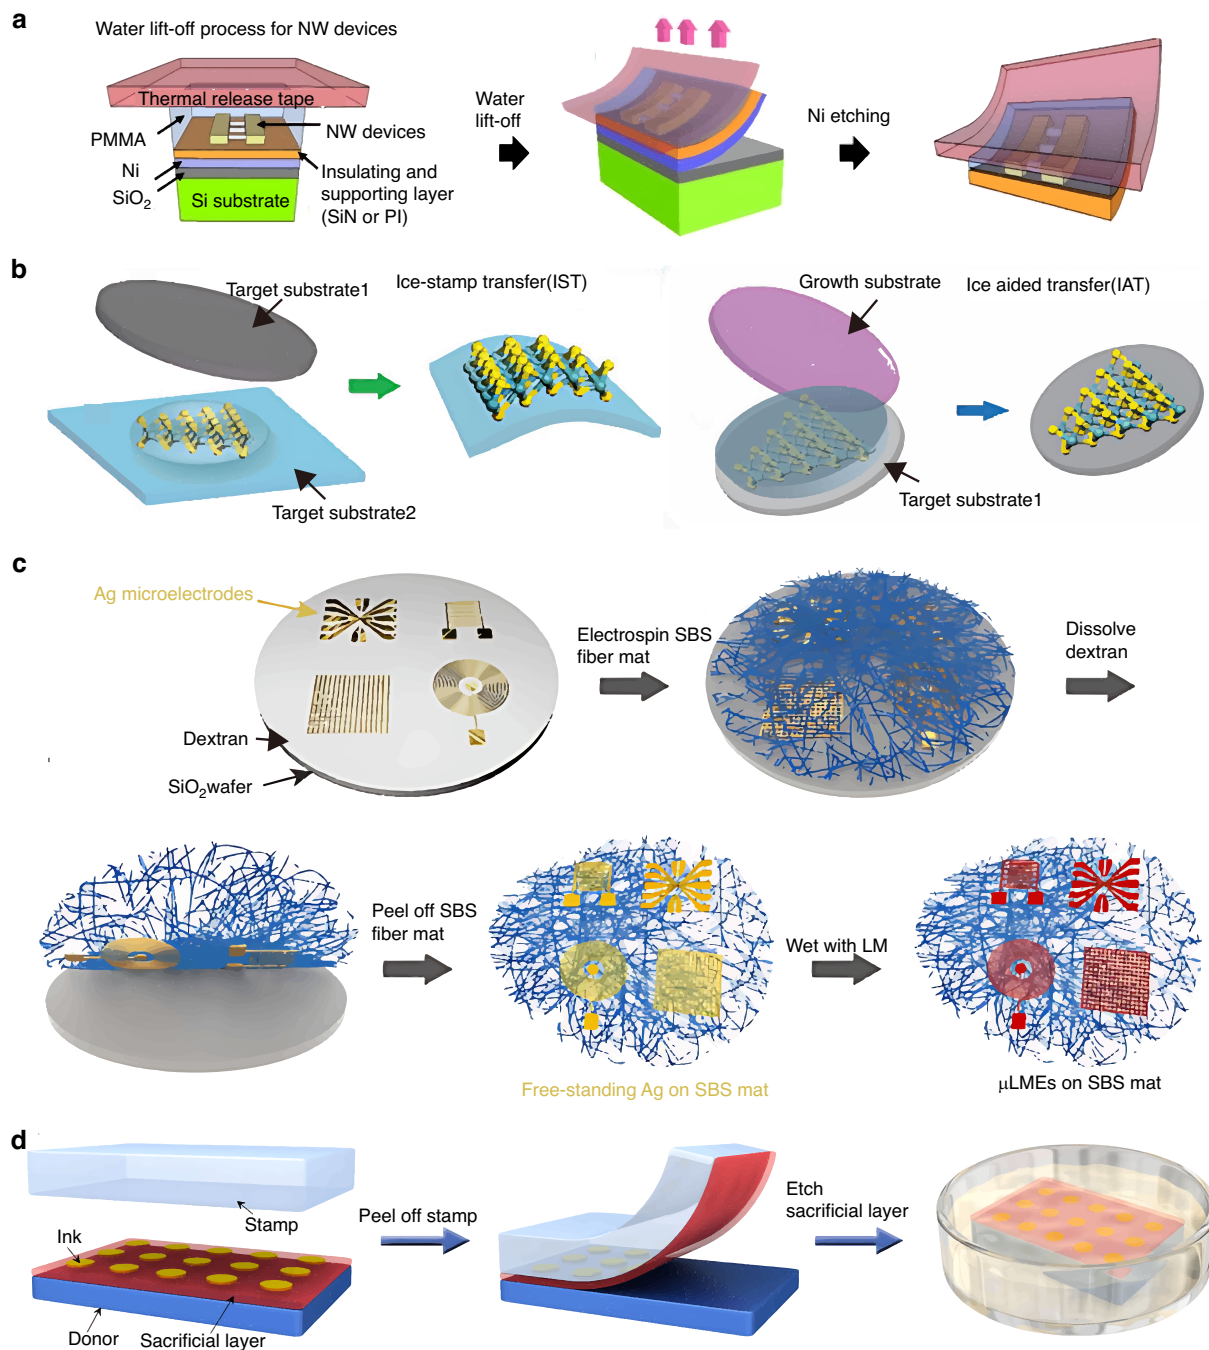 a
Water lift-off process for NW devices
Thermal release tape
PMMA
NW devices
Ni
SiO2
Si substrate
Insulating and
supporting layer
(SiN or PI)
Water
lift-off
Ni etching
b
Target substrate1
Ice-stamp transfer(IST)
Target substrate2
Growth substrate
Ice aided transfer(IAT)
Target substrate1
c
Ag microelectrodes
Dextran
SiO2wafer
Electrospin SBS
fiber mat
Dissolve
dextran
Peel off SBS
fiber mat
Free-standing Ag on SBS mat
Wet with LM
μLMEs on SBS mat
d
Stamp
Ink
Donor
Sacrificial layer
Peel off stamp
Etch
sacrificial layer